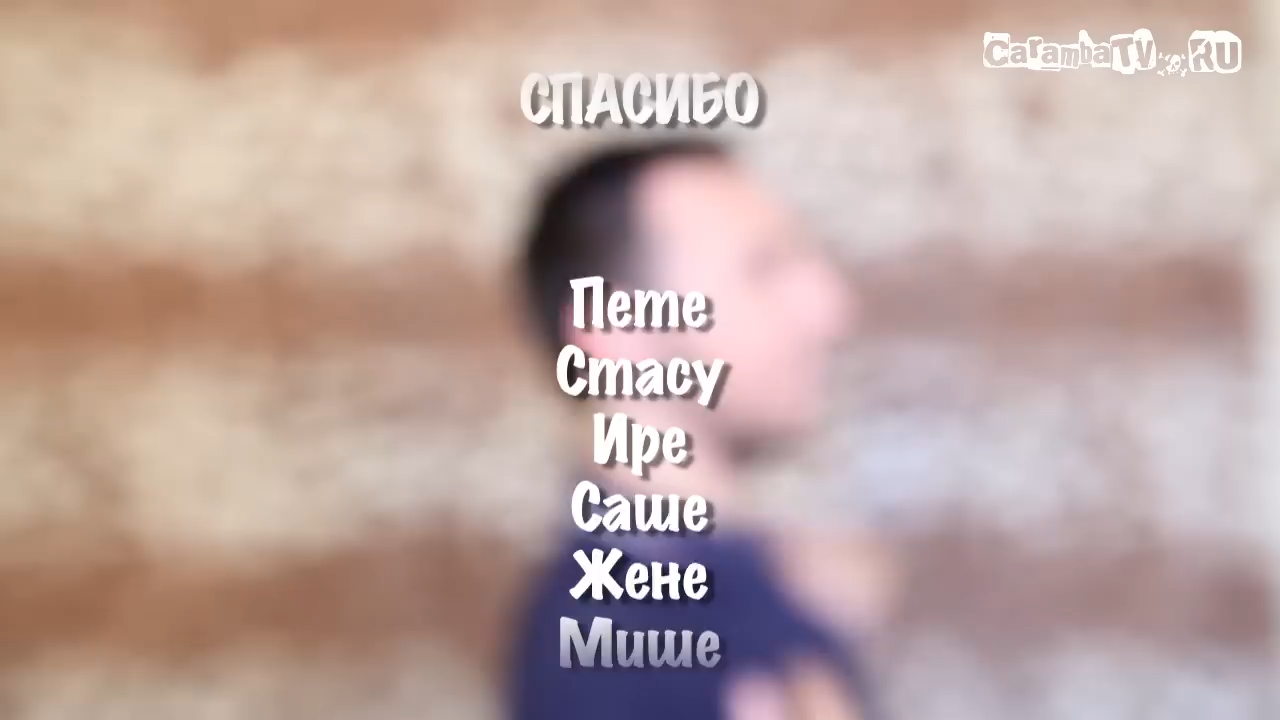 CarambaTV.RU
СПАСИБО
Пете
Стасу
Ире
Саше
Жене
Мише